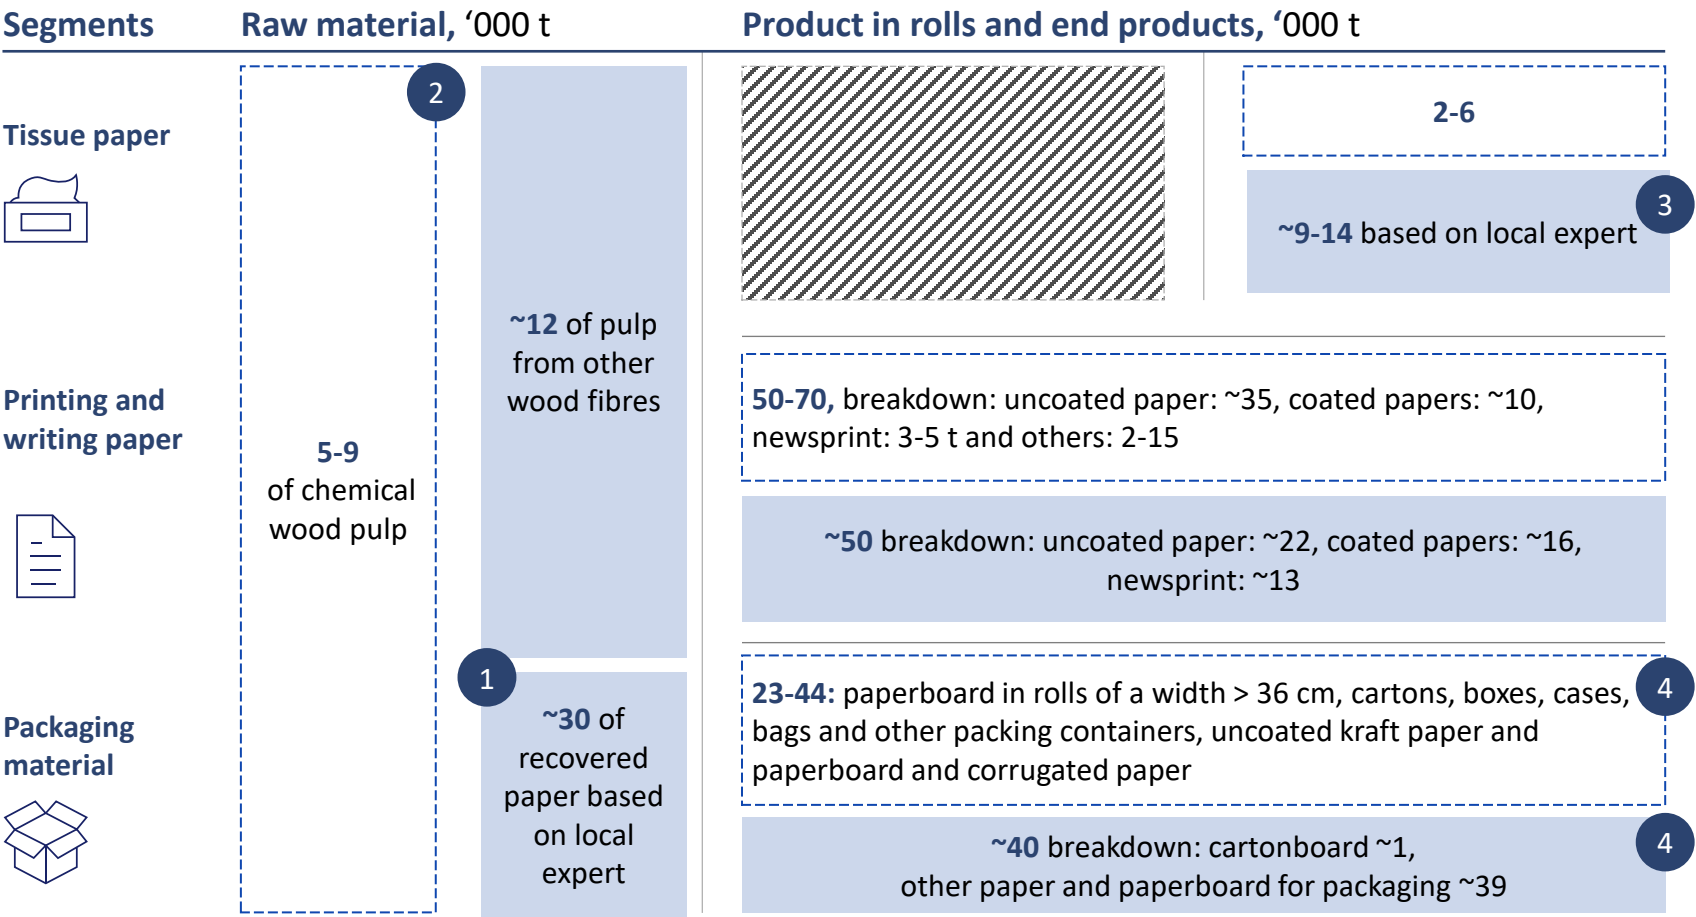 Segments
Raw material, ‘000 t
Product in rolls and end products, ‘000 t
Tissue paper
2
2-6
3
~9-14 based on local expert
~12 of pulp
from other
wood fibres
Printing and
writing paper
5-9
of chemical
wood pulp
50-70, breakdown: uncoated paper: ~35, coated papers: ~10,
newsprint: 3-5 t and others: 2-15
~50 breakdown: uncoated paper: ~22, coated papers: ~16,
newsprint: ~13
Packaging
material
1
~30 of
recovered
paper based
on local
expert
4
23-44: paperboard in rolls of a width > 36 cm, cartons, boxes, cases,
bags and other packing containers, uncoated kraft paper and
paperboard and corrugated paper
4
~40 breakdown: cartonboard ~1,
other paper and paperboard for packaging ~39